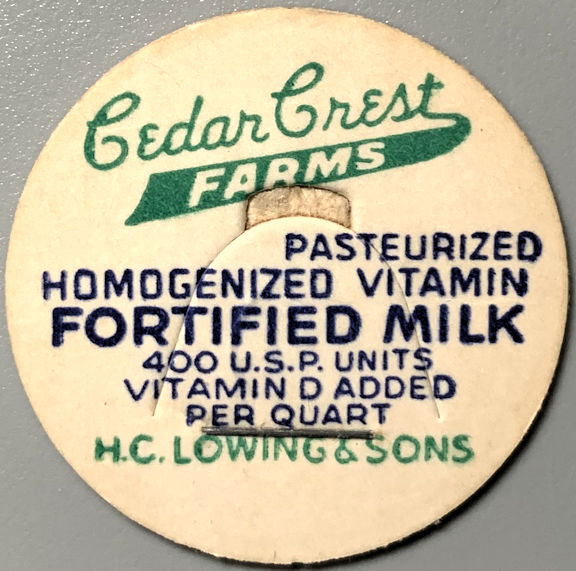 Cedar Crest
FARMS
PASTEURIZED
HOMOGENIZED VITAMIN
FORTIFIED MILK
400 U.S.P. UNITS
VITAMIN D ADDED
PER QUART
H.C. LOWING & SONS